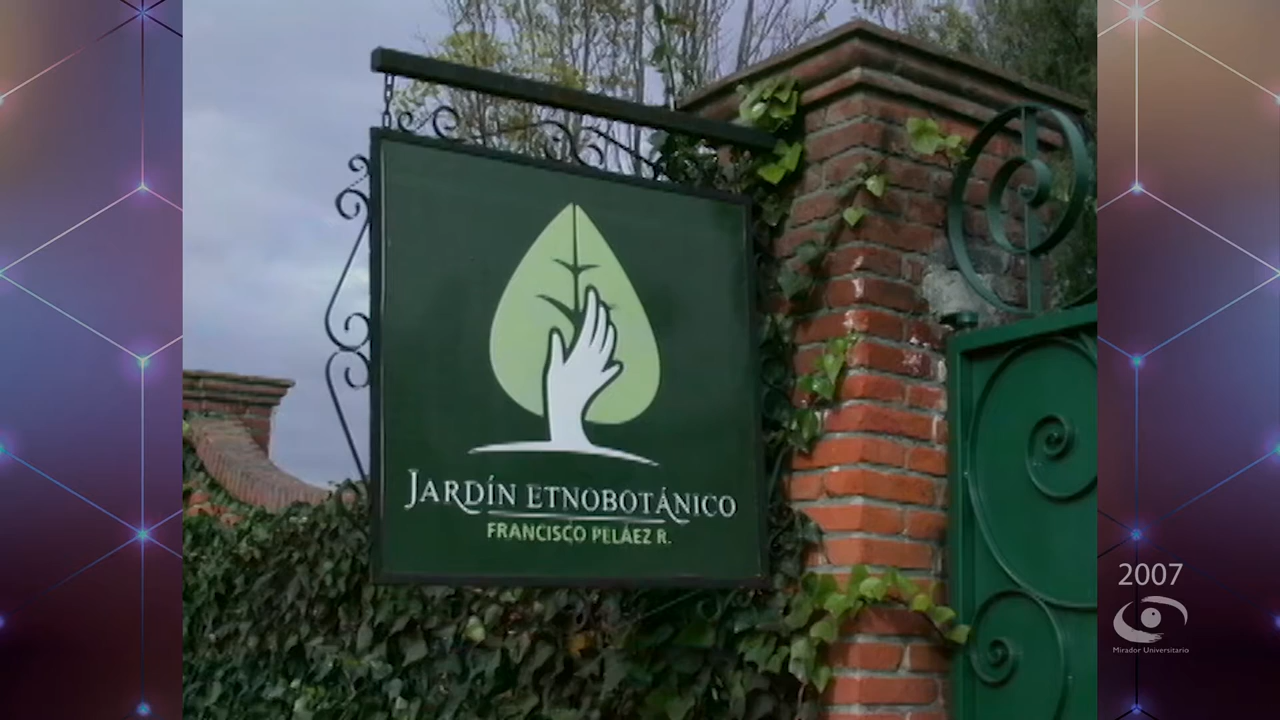 JARDÍN ETNOBOTÁNICO
FRANCISCO PELÁEZ R.
2007
Mirador Universitario